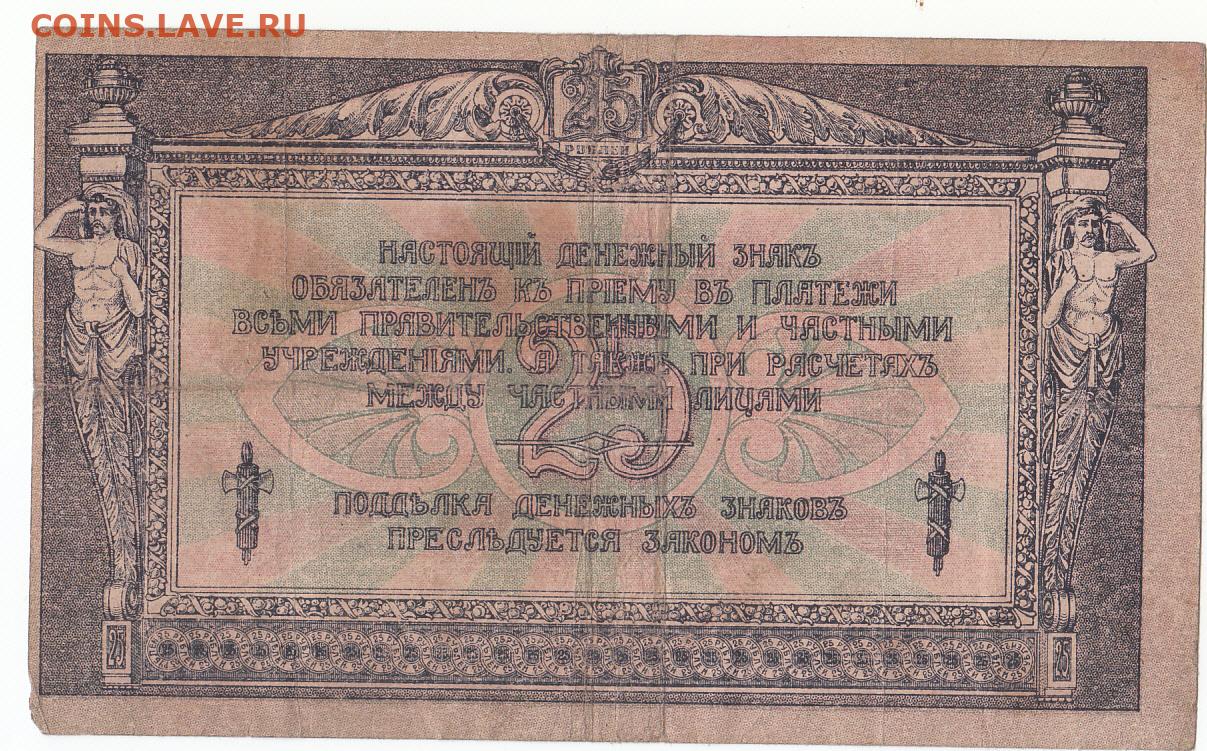 COINS.LAVE.RU
25
РУБЛЕЙ
НАСТОЯЩІЙ ДЕНЕЖНЫЙ ЗНАКЪ
ОБЯЗАТЕЛЕНЪ КЪ ПРІЕМУ ВЪ ПЛАТЕЖИ
ВСѢМИ ПРАВИТЕЛЬСТВЕННЫМИ И ЧАСТНЫМИ
УЧРЕЖДЕНІЯМИ. А ТАКЖЕ ПРИ РАСЧЕТАХЪ
МЕЖДУ ЧАСТНЫМИ ЛИЦАМИ
25
ПОДДѢЛКА ДЕНЕЖНЫХЪ ЗНАКОВЪ
ПРЕСЛѢДУЕТСЯ ЗАКОНОМЪ
25 25